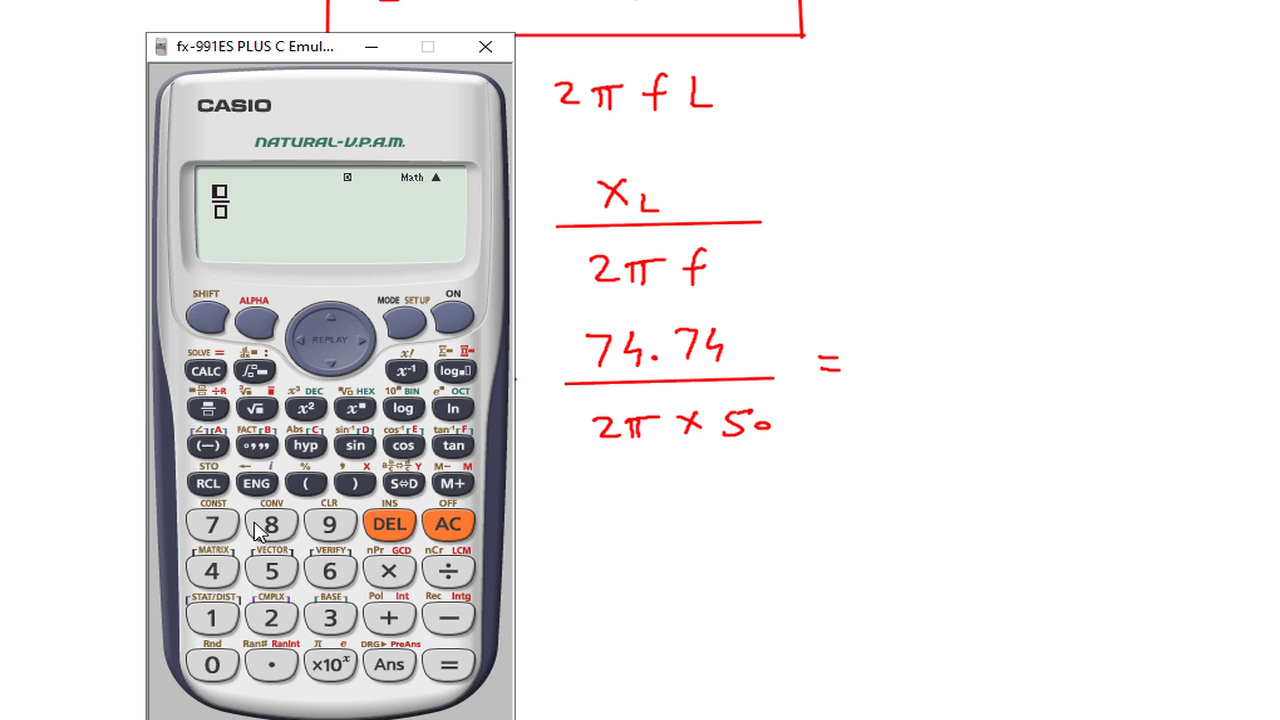 fx-991ES PLUS C Emul...
CASIO
NATURAL-V.P.A.M.
D Math ▲
SHIFT ALPHA MODE SETUP ON
REPLAY
SOLVE = : x! 
CALC x⁻¹ log
÷R x³ DEC HEX 10 BIN e OCT
√ x² x log ln
∠ A FACT B Abs C sin⁻¹ D cos⁻¹ E tan⁻¹ F
(−) °,,, hyp sin cos tan
STO ← i % , X Y M− M
RCL ENG ( ) S⇔D M+
CONST CONV CLR INS OFF
7 8 9 DEL AC
MATRIX VECTOR VERIFY nPr GCD nCr LCM
4 5 6 × ÷
STAT/DIST CMPLX BASE Pol Int Rec Intg
1 2 3 + −
Rnd Ran# RanInt π e DRG▶ PreAns
0 • ×10ˣ Ans =
2π f L
X_L
2π f
74.74 =
2π × 50